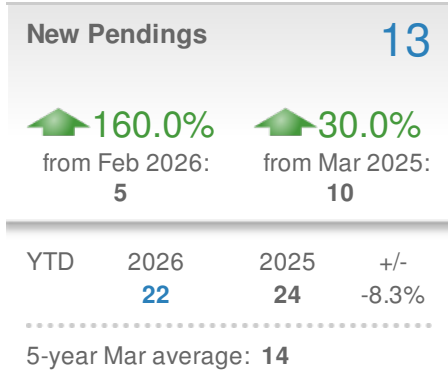 New Pendings 13
160.0% 30.0%
from Feb 2026: from Mar 2025:
5 10
YTD 2026 2025 +/-
22 24 -8.3%
5-year Mar average: 14